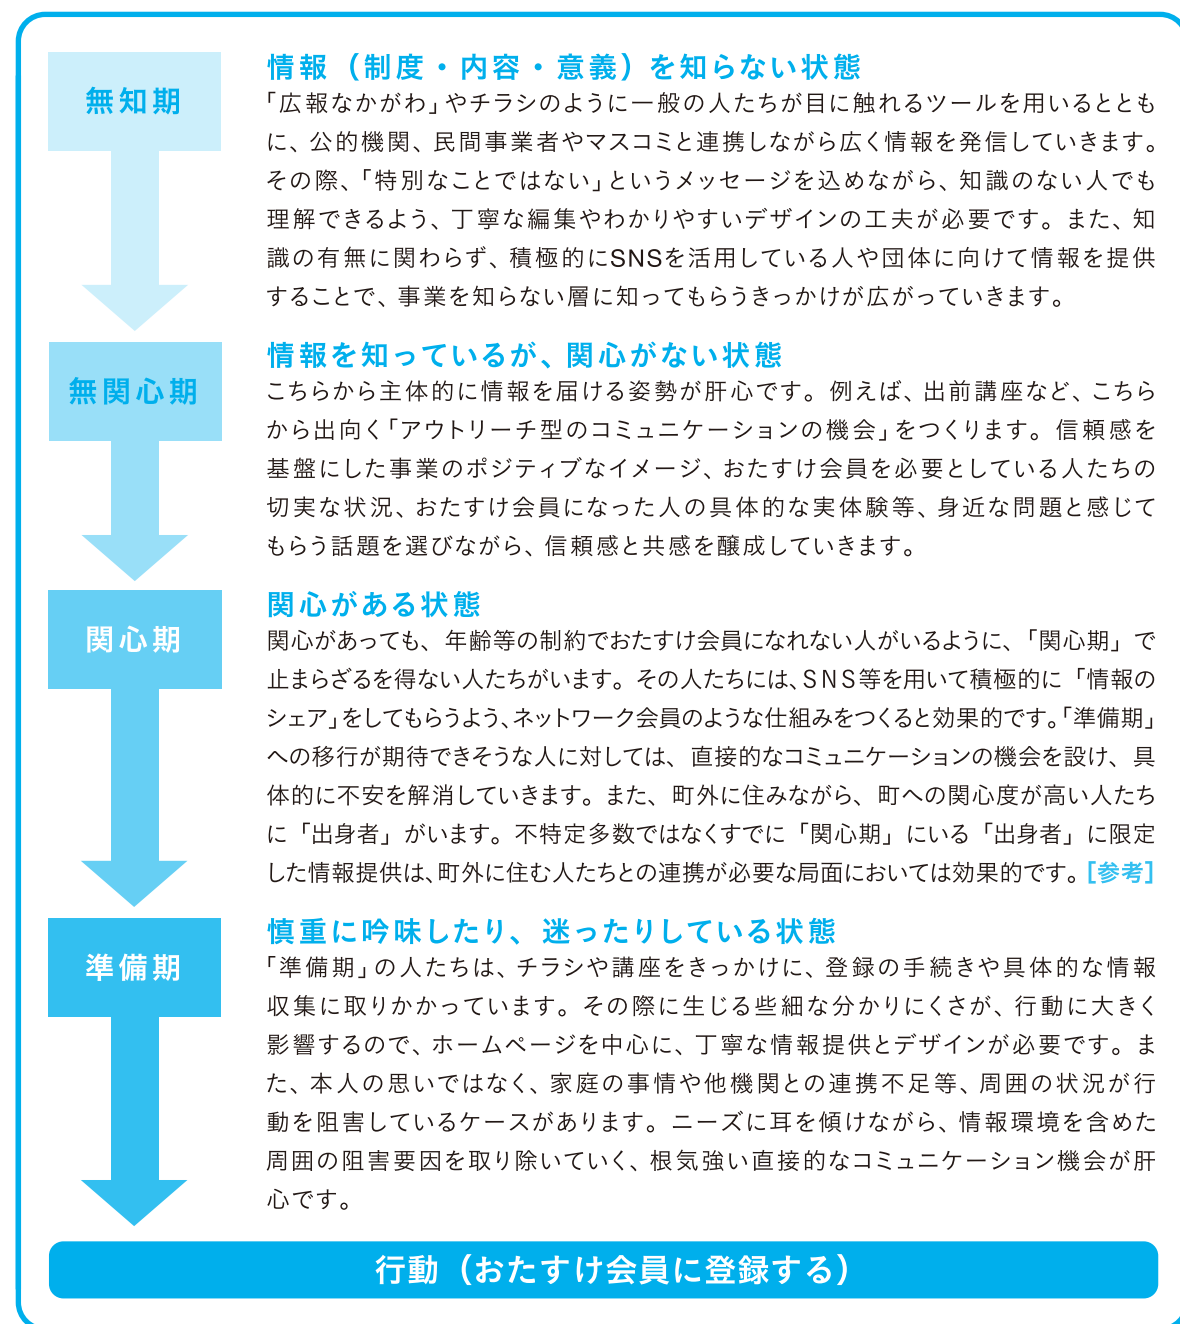 無知期
情報（制度・内容・意義）を知らない状態
「広報なかがわ」やチラシのように一般の人たちが目に触れるツールを用いるととも
に、公的機関、民間事業者やマスコミと連携しながら広く情報を発信していきます。
その際、「特別なことではない」というメッセージを込めながら、知識のない人でも
理解できるよう、丁寧な編集やわかりやすいデザインの工夫が必要です。また、知
識の有無に関わらず、積極的にSNSを活用している人や団体に向けて情報を提供
することで、事業を知らない層に知ってもらうきっかけが広がっていきます。
無関心期
情報を知っているが、関心がない状態
こちらから主体的に情報を届ける姿勢が肝心です。例えば、出前講座など、こちら
から出向く「アウトリーチ型のコミュニケーションの機会」をつくります。信頼感を
基盤にした事業のポジティブなイメージ、おたすけ会員を必要としている人たちの
切実な状況、おたすけ会員になった人の具体的な実体験等、身近な問題と感じて
もらう話題を選びながら、信頼感と共感を醸成していきます。
関心期
関心がある状態
関心があっても、年齢等の制約でおたすけ会員になれない人がいるように、「関心期」で
止まらざるを得ない人たちがいます。その人たちには、SNS等を用いて積極的に「情報の
シェア」をしてもらうよう、ネットワーク会員のような仕組みをつくると効果的です。「準備期」
への移行が期待できそうな人に対しては、直接的なコミュニケーションの機会を設け、具
体的に不安を解消していきます。また、町外に住みながら、町への関心度が高い人たち
に「出身者」がいます。不特定多数ではなくすでに「関心期」にいる「出身者」に限定
した情報提供は、町外に住む人たちとの連携が必要な局面においては効果的です。［参考］
準備期
慎重に吟味したり、迷ったりしている状態
「準備期」の人たちは、チラシや講座をきっかけに、登録の手続きや具体的な情報
収集に取りかかっています。その際に生じる些細な分かりにくさが、行動に大きく
影響するので、ホームページを中心に、丁寧な情報提供とデザインが必要です。ま
た、本人の思いではなく、家庭の事情や他機関との連携不足等、周囲の状況が行
動を阻害しているケースがあります。ニーズに耳を傾けながら、情報環境を含めた
周囲の阻害要因を取り除いていく、根気強い直接的なコミュニケーション機会が肝
心です。
行動（おたすけ会員に登録する）